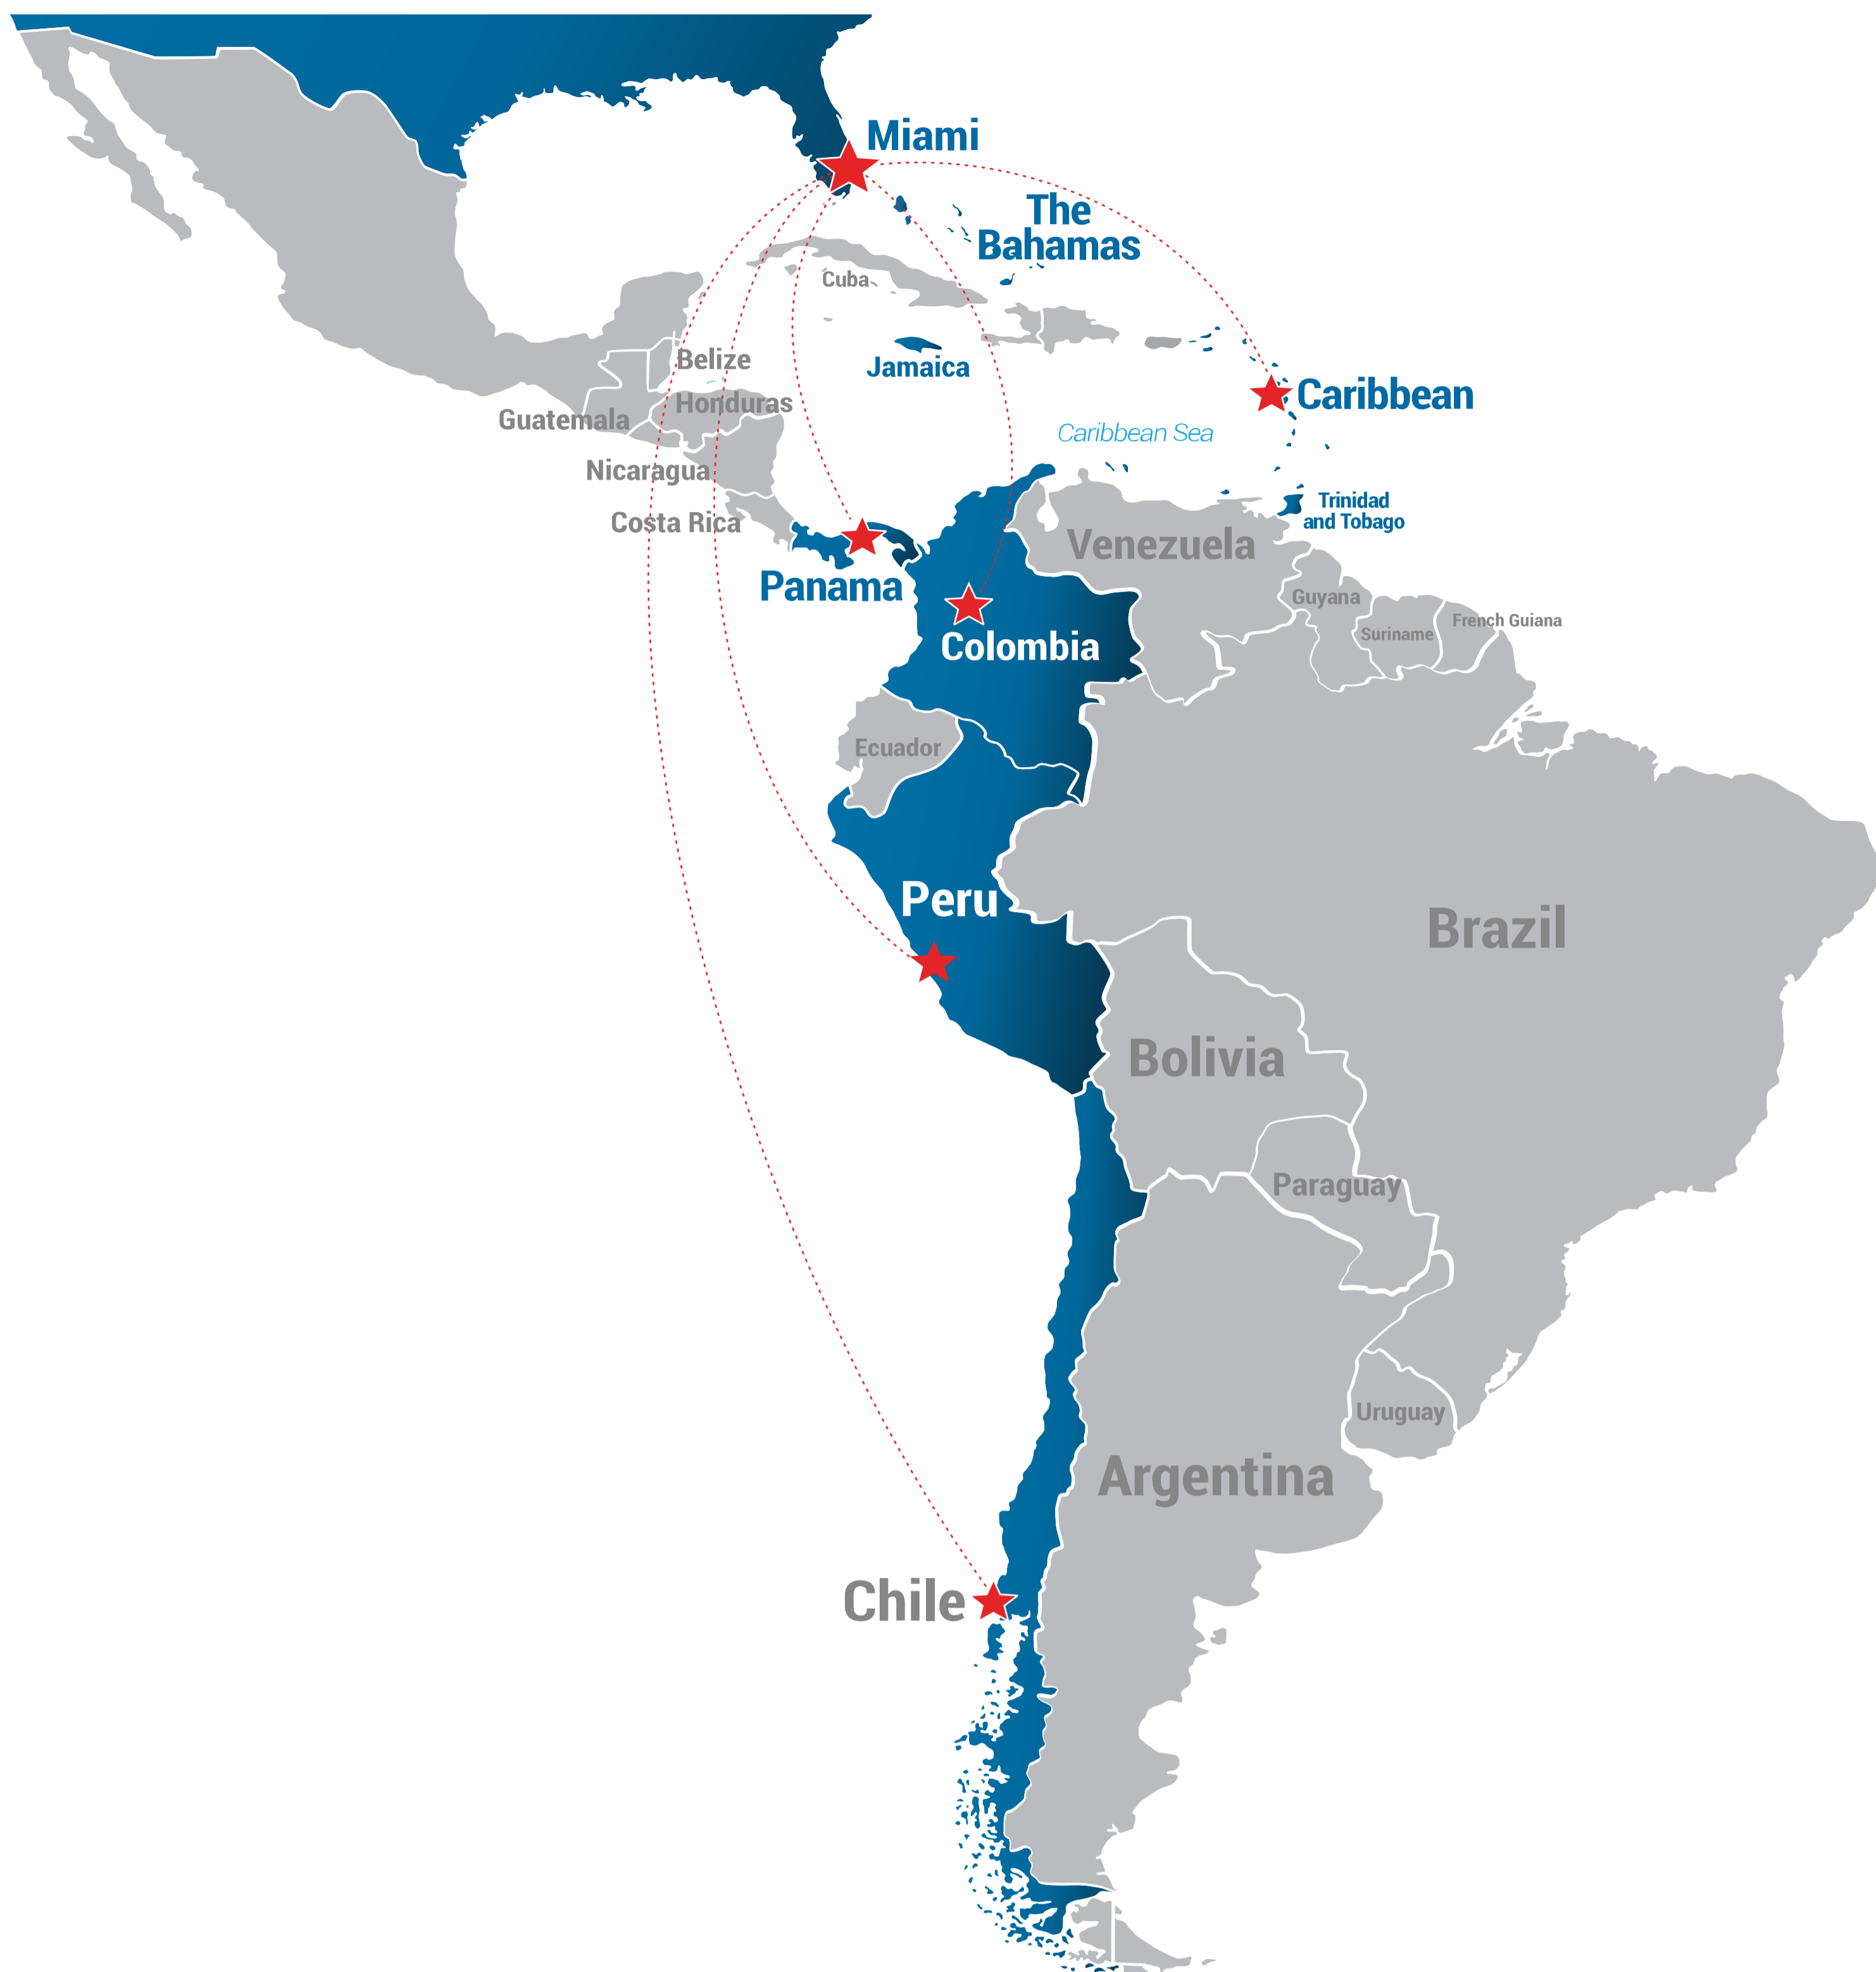 Miami
The
Bahamas
Cuba
Belize
Jamaica
Caribbean
Honduras
Guatemala
Caribbean Sea
Nicaragua
Trinidad
and Tobago
Costa Rica
Venezuela
Panama
Guyana
French Guiana
Suriname
Colombia
Ecuador
Peru
Brazil
Bolivia
Paraguay
Uruguay
Argentina
Chile